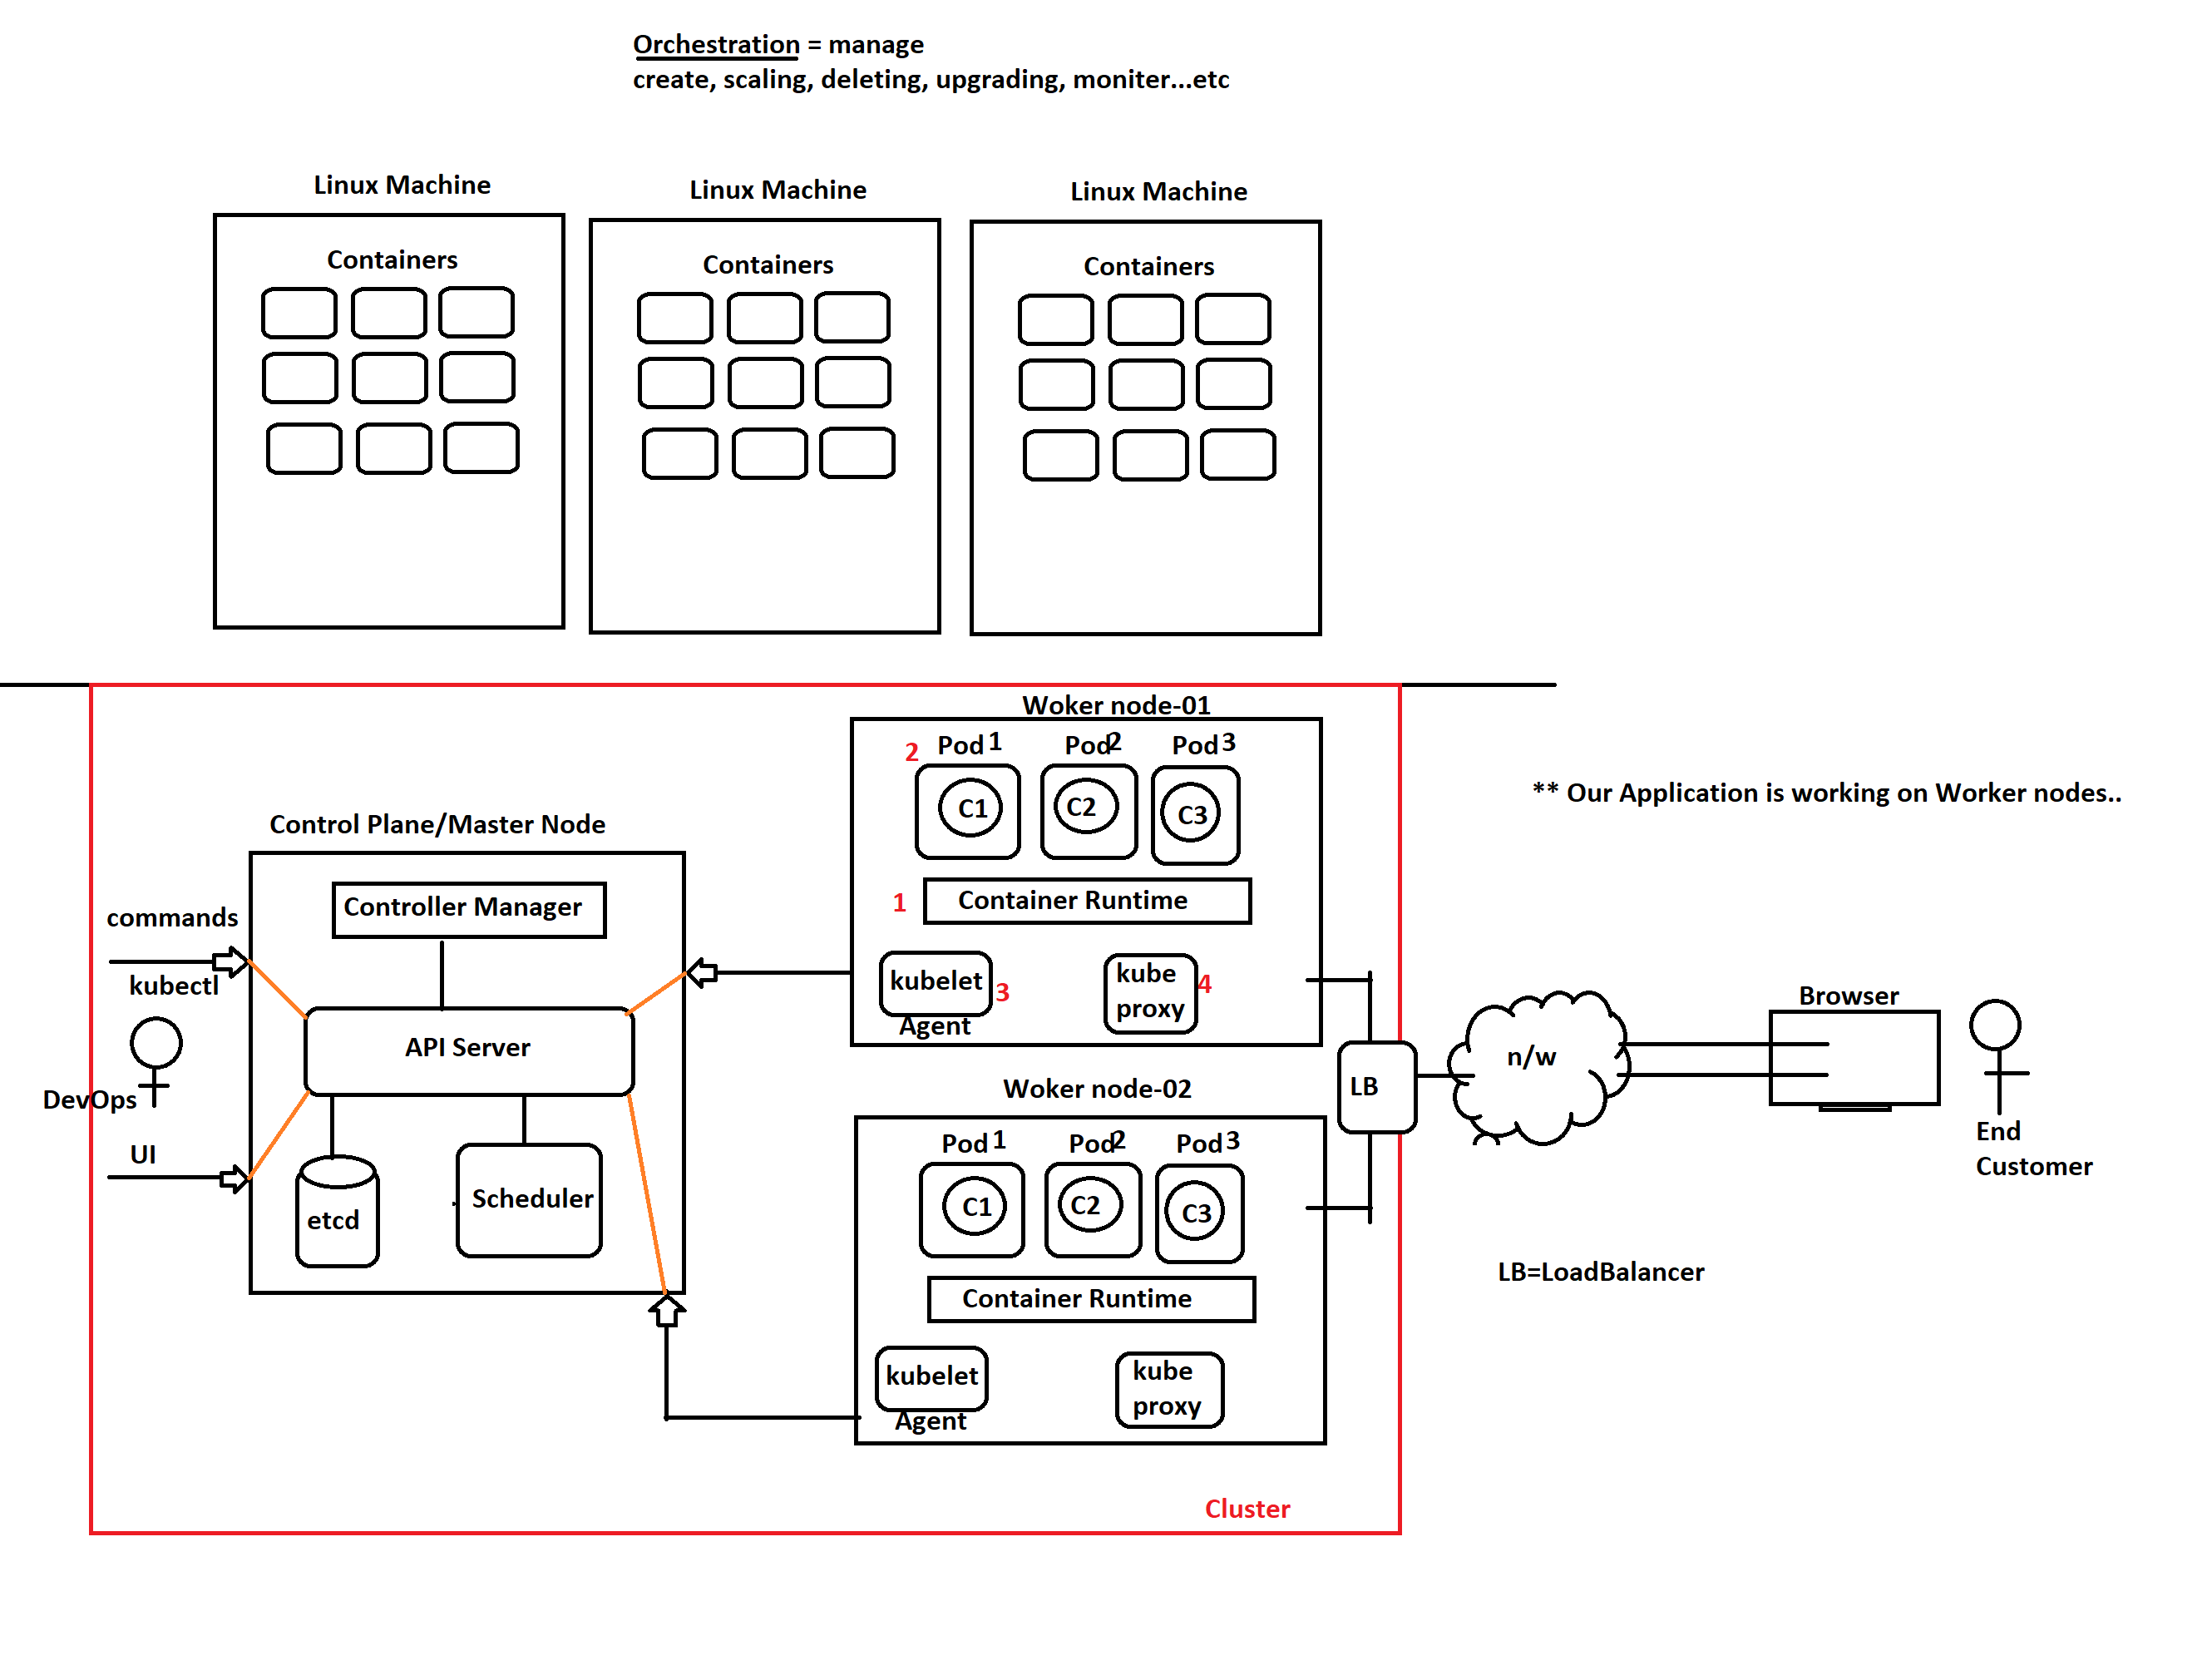 Orchestration = manage
create, scaling, deleting, upgrading, moniter...etc
Linux Machine
Linux Machine
Linux Machine
Containers
Containers
Containers
Woker node-01
2
Pod 1
Pod 2
Pod 3
C1
C2
C3
** Our Application is working on Worker nodes..
Control Plane/Master Node
1
Container Runtime
Controller Manager
commands
kubectl
kubelet
3
Agent
kube
proxy
4
Browser
API Server
n/w
DevOps
LB
Woker node-02
End
Customer
UI
Pod 1
Pod 2
Pod 3
C1
C2
C3
etcd
Scheduler
LB=LoadBalancer
Container Runtime
kubelet
Agent
kube
proxy
Cluster